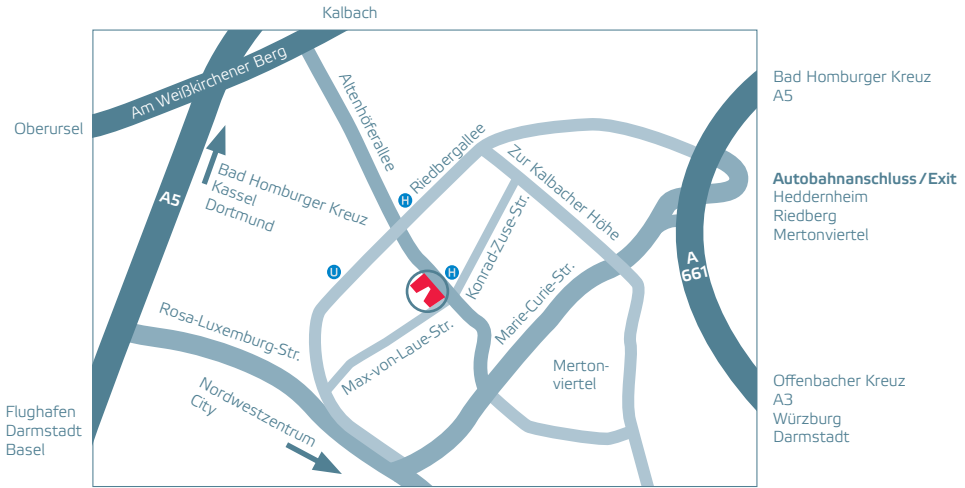 Kalbach
Am Weißkirchener Berg
Oberursel
Altenhöferallee
Riedbergallee
Zur Kalbacher Höhe
Bad Homburger Kreuz
A5
Autobahnanschluss/Exit
Heddernheim
Riedberg
Mertonviertel
A5
Bad Homburger Kreuz
Kassel
Dortmund
H
U
H
Konrad-Zuse-Str.
Marie-Curie-Str.
A
661
Rosa-Luxemburg-Str.
Max-von-Laue-Str.
Merton-
viertel
Nordwestzentrum
City
Flughafen
Darmstadt
Basel
Offenbacher Kreuz
A3
Würzburg
Darmstadt